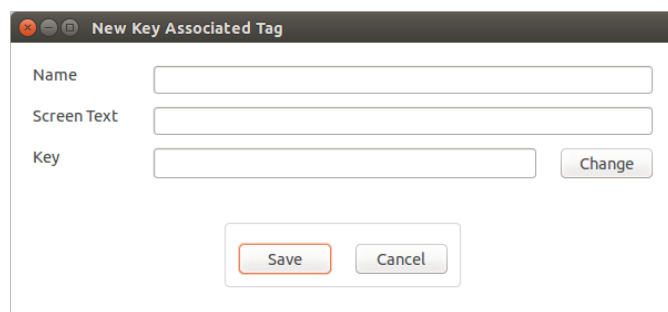 New Key Associated Tag
Name
Screen Text
Key
Change
Save Cancel